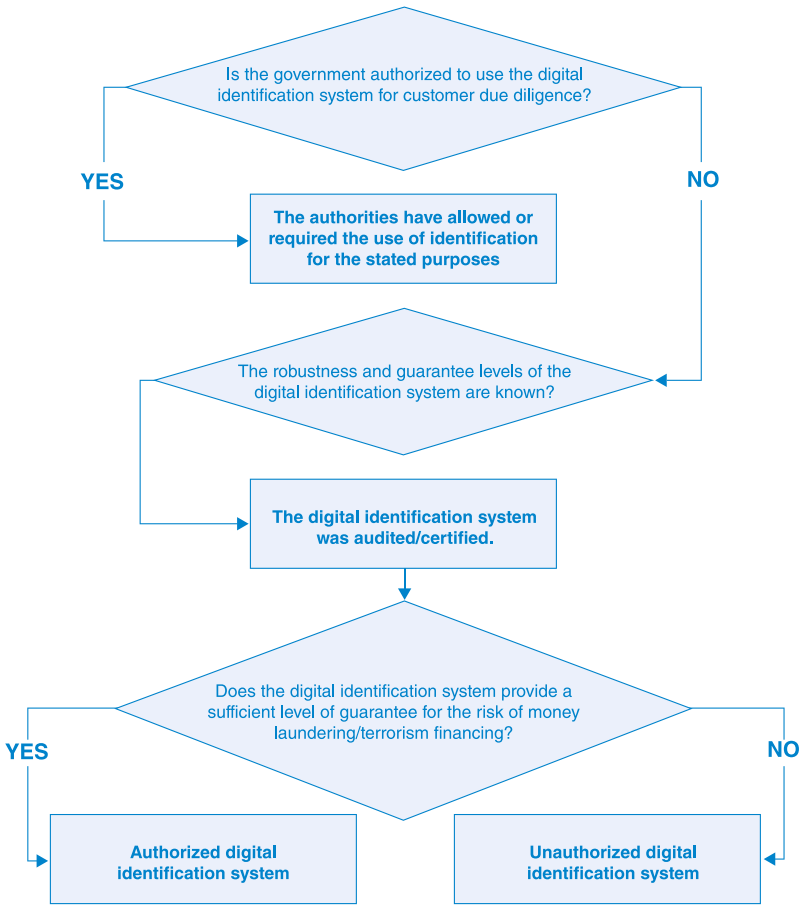 Is the government authorized to use the digital
identification system for customer due diligence?
YES
NO
The authorities have allowed or
required the use of identification
for the stated purposes
The robustness and guarantee levels of the
digital identification system are known?
The digital identification system
was audited/certified.
Does the digital identification system provide a
sufficient level of guarantee for the risk of money
laundering/terrorism financing?
YES
NO
Authorized digital
identification system
Unauthorized digital
identification system